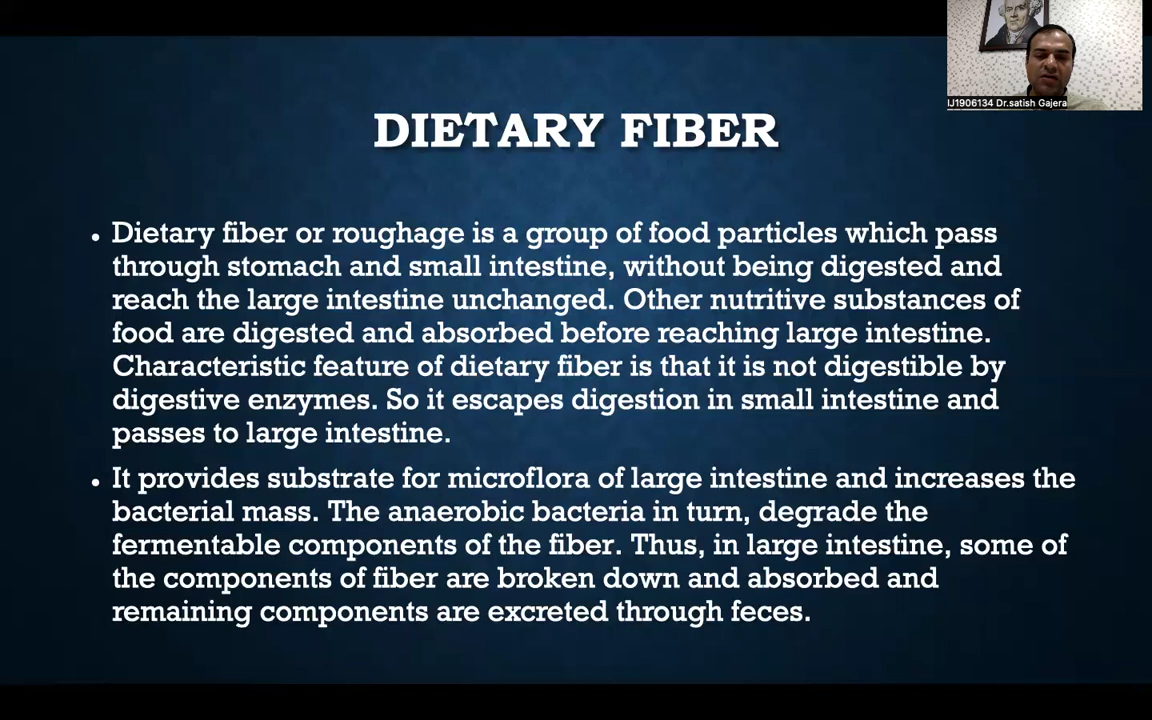 IJ1906134 Dr.satish Gajera
DIETARY FIBER
• Dietary fiber or roughage is a group of food particles which pass
through stomach and small intestine, without being digested and
reach the large intestine unchanged. Other nutritive substances of
food are digested and absorbed before reaching large intestine.
Characteristic feature of dietary fiber is that it is not digestible by
digestive enzymes. So it escapes digestion in small intestine and
passes to large intestine.
• It provides substrate for microflora of large intestine and increases the
bacterial mass. The anaerobic bacteria in turn, degrade the
fermentable components of the fiber. Thus, in large intestine, some of
the components of fiber are broken down and absorbed and
remaining components are excreted through feces.